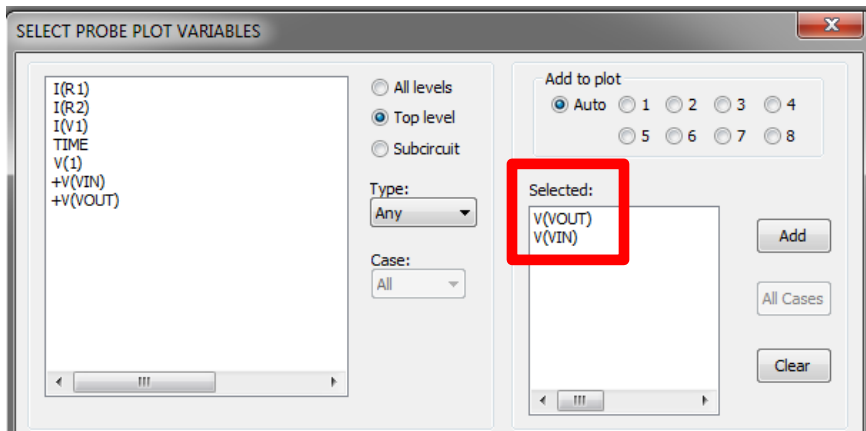 SELECT PROBE PLOT VARIABLES
I(R1)
I(R2)
I(V1)
TIME
V(1)
+V(VIN)
+V(VOUT)
All levels
Top level
Subcircuit
Type:
Any
Case:
All
Add to plot
Auto 1 2 3 4
5 6 7 8
Selected:
V(VOUT)
V(VIN)
Add
All Cases
Clear